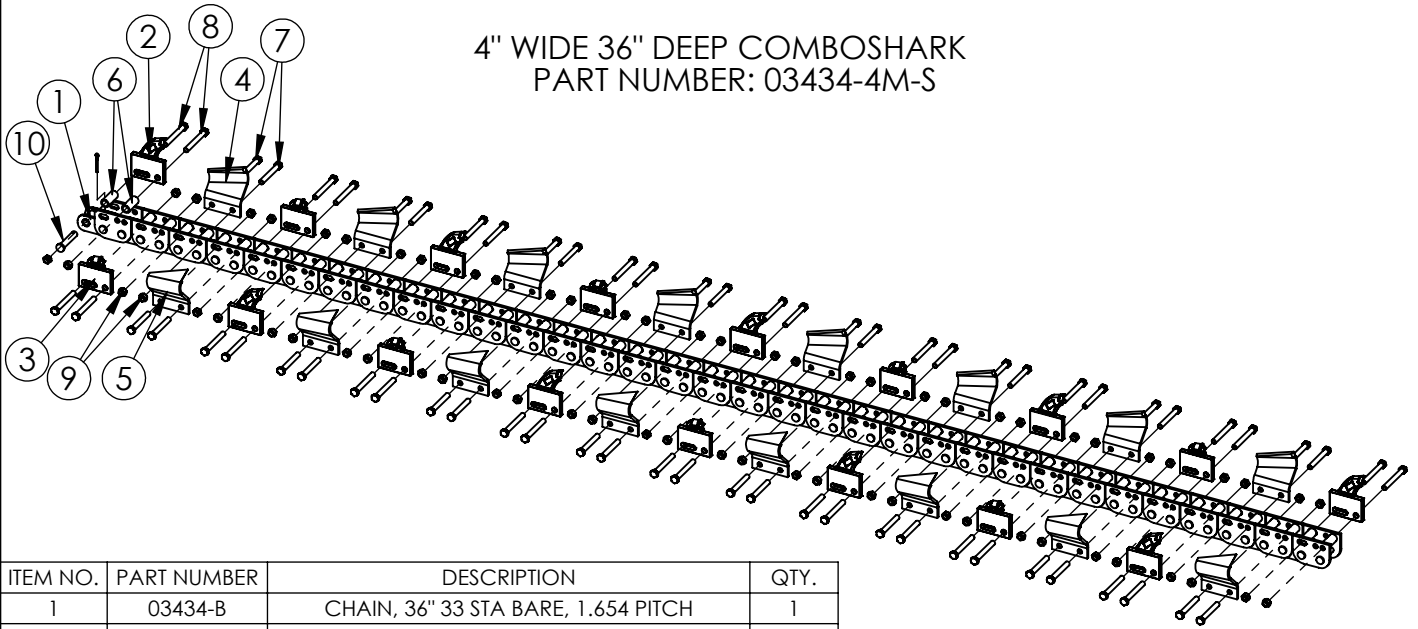 4" WIDE 36" DEEP COMBOSHARK
PART NUMBER: 03434-4M-S
2
8
7
6
4
1
10
3
9
5
ITEM NO. PART NUMBER DESCRIPTION QTY.
1 03434-B CHAIN, 36" 33 STA BARE, 1.654 PITCH 1